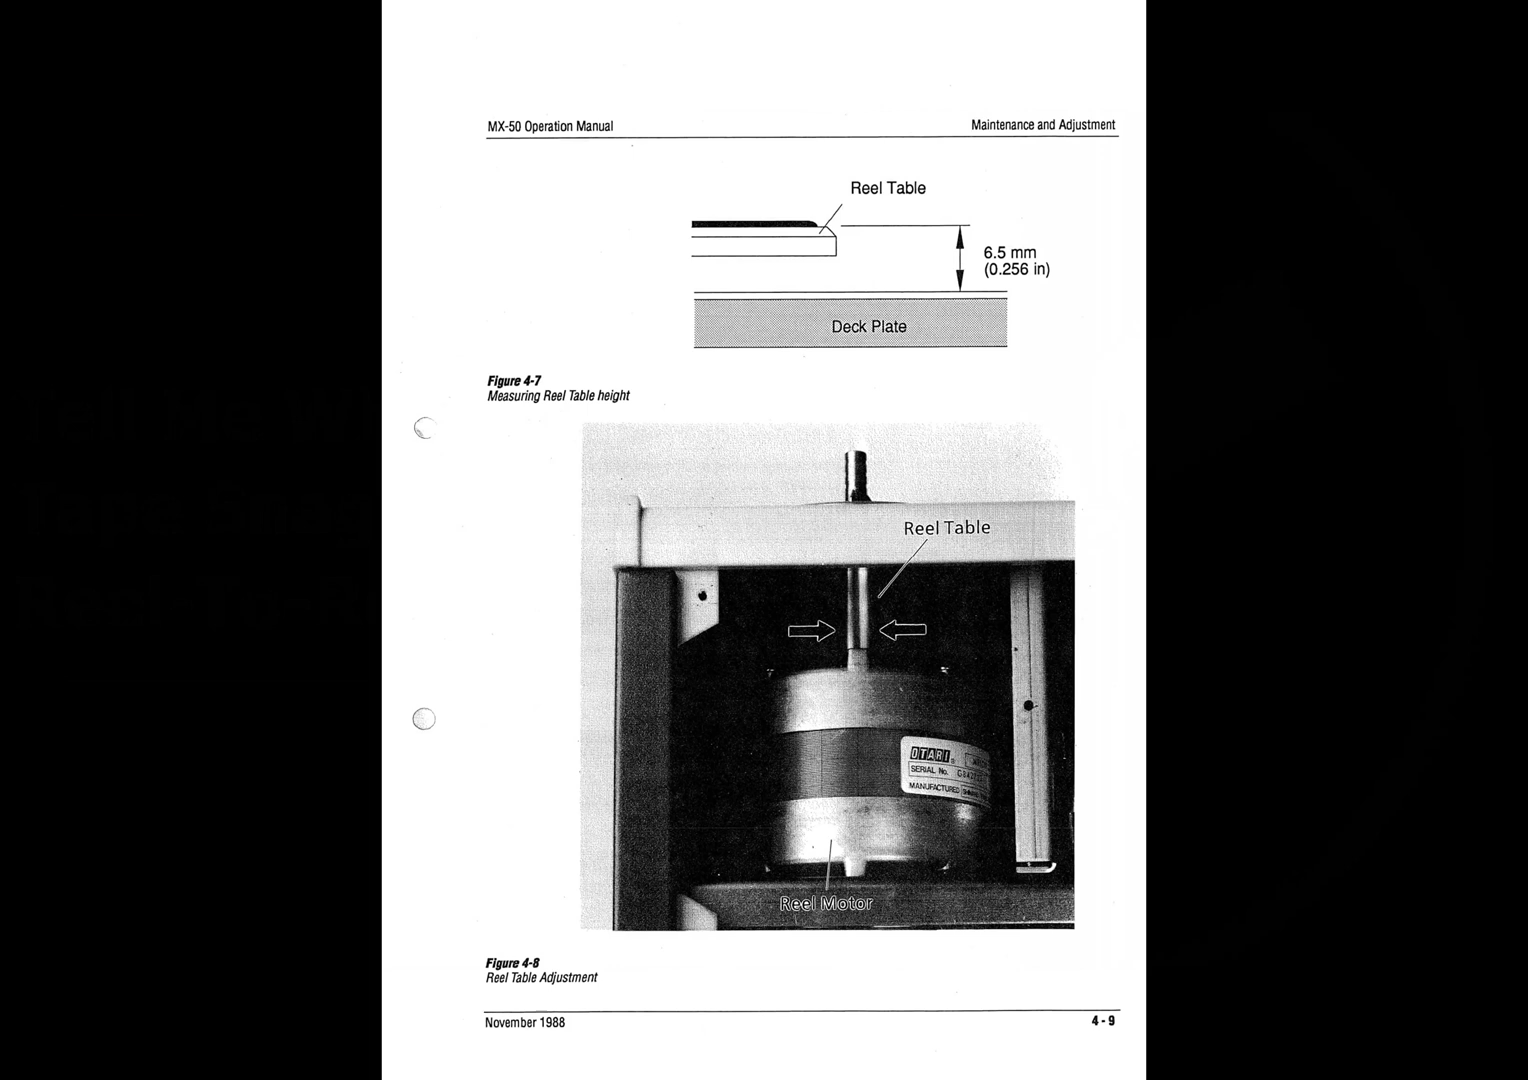 MX-50 Operation Manual
Maintenance and Adjustment
Reel Table
6.5 mm
(0.256 in)
Deck Plate
Figure 4-7
Measuring Reel Table height
Reel Table
OTARI
SERIAL No.
MANUFACTURED
Reel Motor
Figure 4-8
Reel Table Adjustment
November 1988
4 - 9